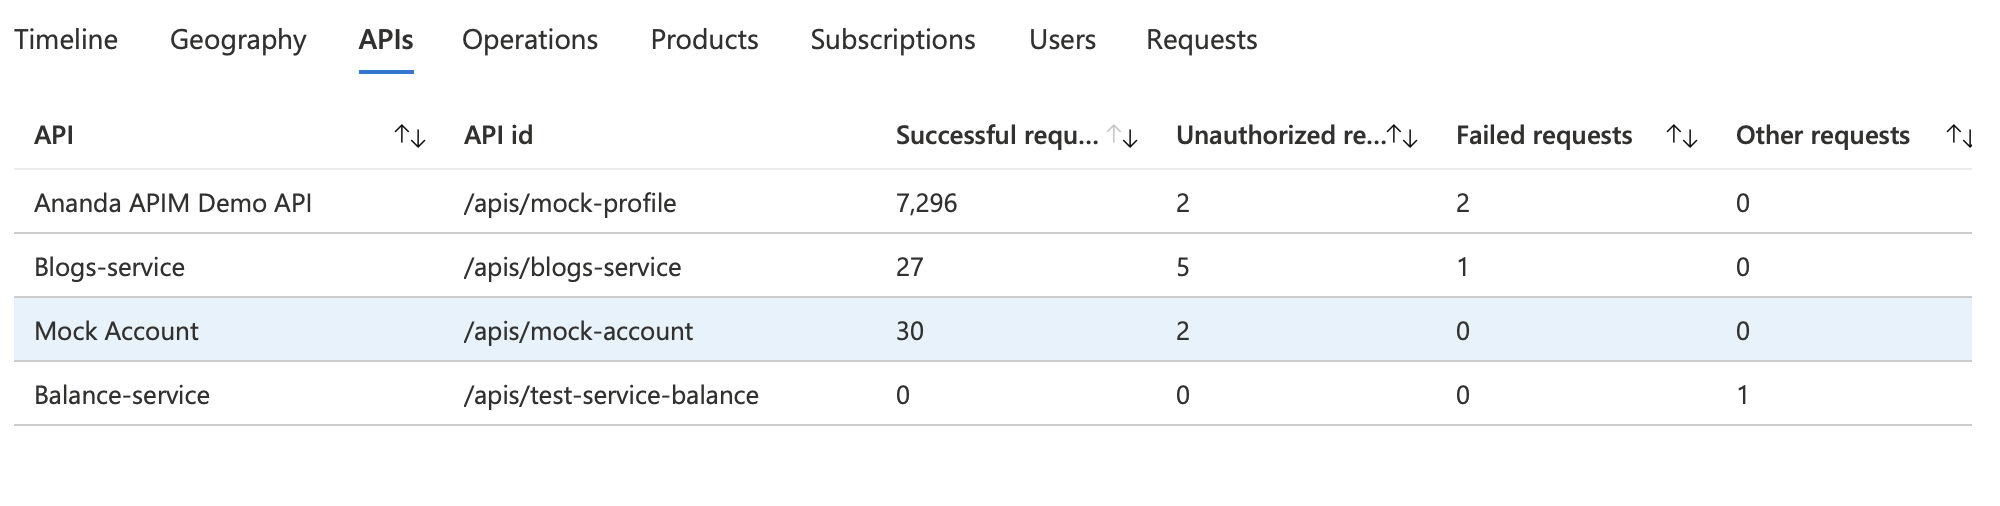 Timeline Geography APIs Operations Products Subscriptions Users Requests
API API id Successful requ... Unauthorized re... Failed requests Other requests
Ananda APIM Demo API /apis/mock-profile 7,296 2 2 0
Blogs-service /apis/blogs-service 27 5 1 0
Mock Account /apis/mock-account 30 2 0 0
Balance-service /apis/test-service-balance 0 0 0 1